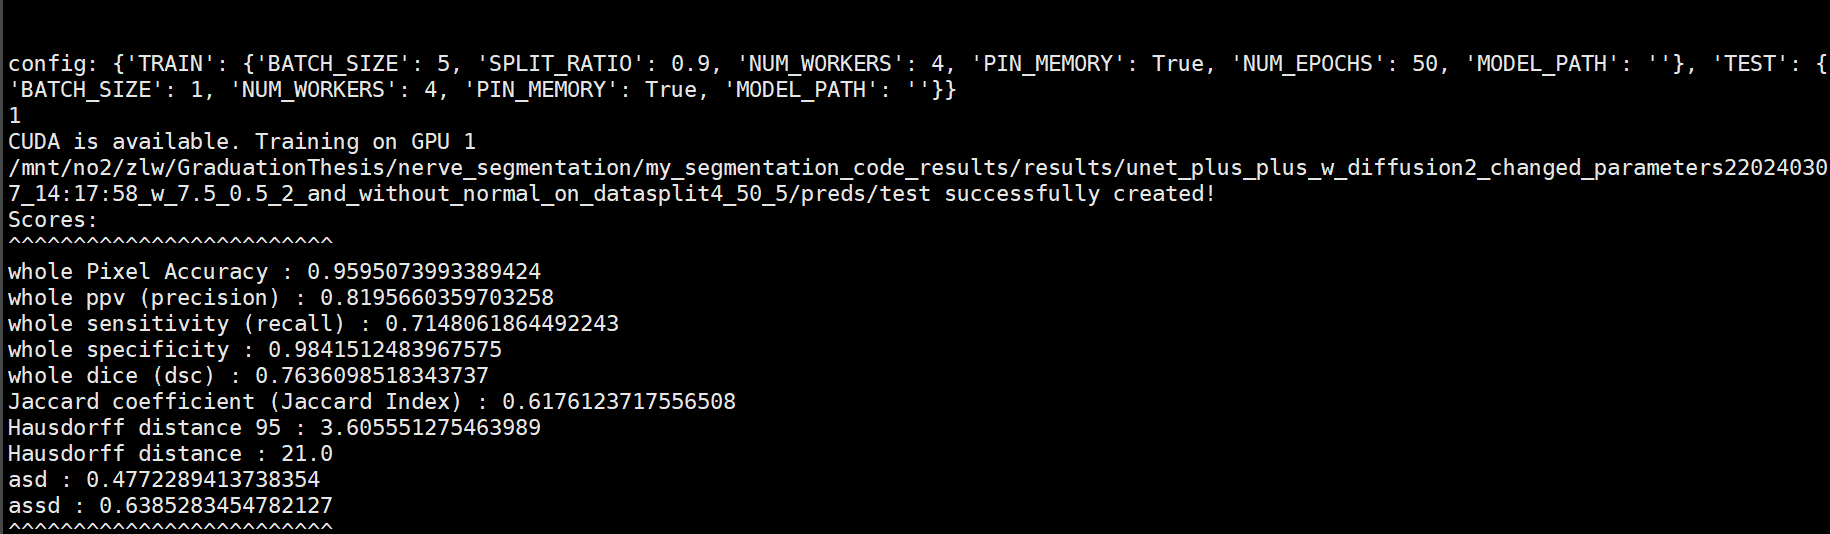 config: {'TRAIN': {'BATCH_SIZE': 5, 'SPLIT_RATIO': 0.9, 'NUM_WORKERS': 4, 'PIN_MEMORY': True, 'NUM_EPOCHS': 50, 'MODEL_PATH': ''}, 'TEST': {
'BATCH_SIZE': 1, 'NUM_WORKERS': 4, 'PIN_MEMORY': True, 'MODEL_PATH': ''}}
1
CUDA is available. Training on GPU 1
/mnt/no2/zlw/GraduationThesis/nerve_segmentation/my_segmentation_code_results/results/unet_plus_plus_w_diffusion2_changed_parameters22024030
7_14:17:58_w_7.5_0.5_2_and_without_normal_on_datasplit4_50_5/preds/test successfully created!
Scores:
^^^^^^^^^^^^^^^^^^^^^^^^^
whole Pixel Accuracy : 0.9595073993389424
whole ppv (precision) : 0.8195660359703258
whole sensitivity (recall) : 0.7148061864492243
whole specificity : 0.9841512483967575
whole dice (dsc) : 0.7636098518343737
Jaccard coefficient (Jaccard Index) : 0.6176123717556508
Hausdorff distance 95 : 3.605551275463989
Hausdorff distance : 21.0
asd : 0.4772289413738354
assd : 0.6385283454782127
^^^^^^^^^^^^^^^^^^^^^^^^^